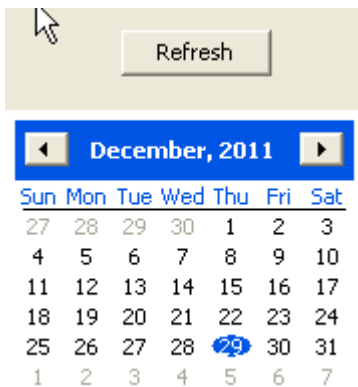 Refresh
December, 2011
Sun Mon Tue Wed Thu Fri Sat
27 28 29 30 1 2 3
4 5 6 7 8 9 10
11 12 13 14 15 16 17
18 19 20 21 22 23 24
25 26 27 28 29 30 31
1 2 3 4 5 6 7